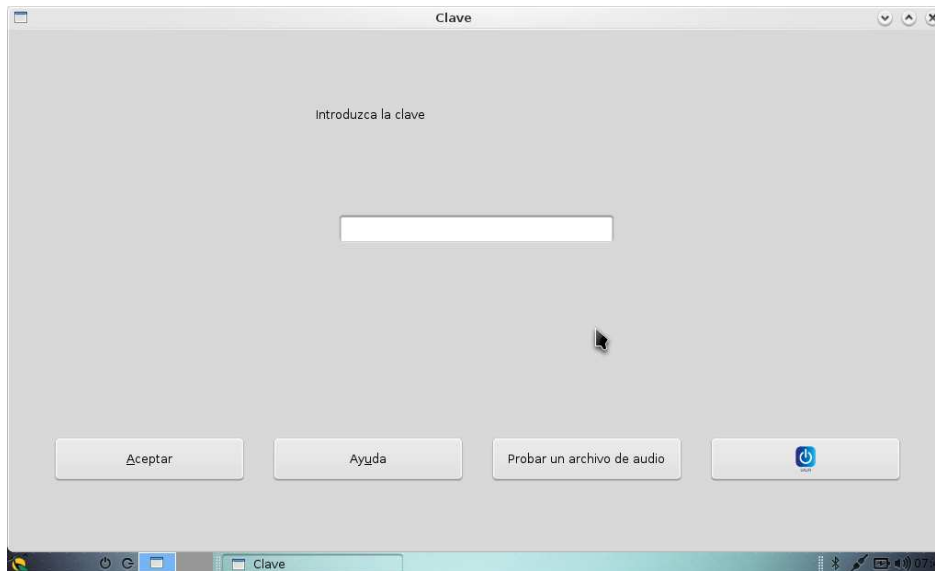 Clave
Introduzca la clave
Aceptar
Ayuda
Probar un archivo de audio
Clave